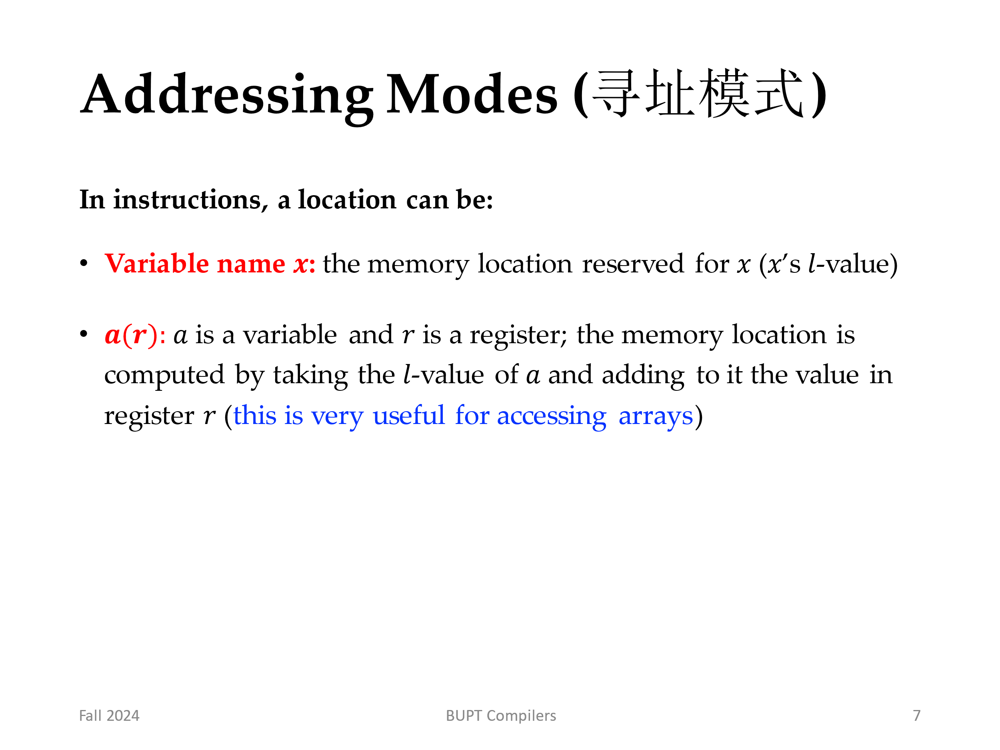 Addressing Modes (寻址模式)
In instructions, a location can be:
• Variable name x: the memory location reserved for x (x's l-value)
• a(r): a is a variable and r is a register; the memory location is
computed by taking the l-value of a and adding to it the value in
register r (this is very useful for accessing arrays)
Fall 2024
BUPT Compilers
7